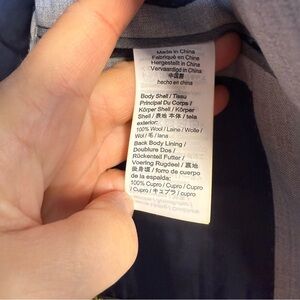 Made in China
Fabriqué en Chine
Hergestellt in China
Vervaardigd in China
中国製
hecho en china
Body Shell / Tissu
Principal Du Corps /
Körper Shell / Körper
Shell / 表地 本体 / tela
exterior:
100% Wool / Laine / Wolle /
Wol / 毛 / lana
Back Body Lining /
Doublure Dos /
Rückenteil Futter /
Voering Rugdeel / 裏地
後身頃 / forro de cuerpo
de la espalda:
100% Cupro / Cupro / Cupro
/ Cupro / キュプラ / cupro